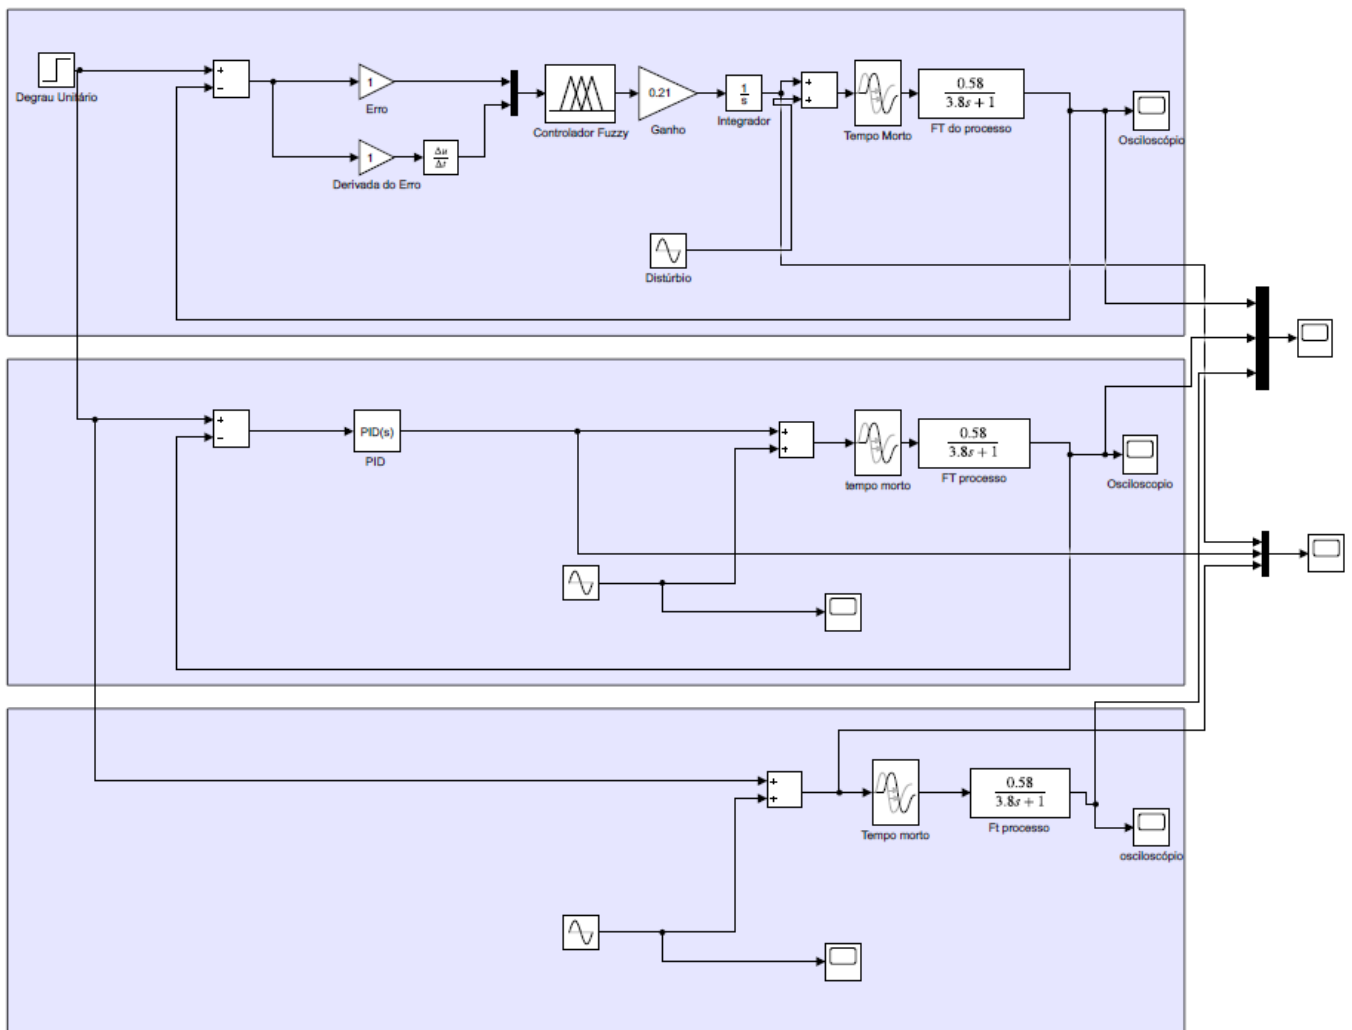 Degrau Unitário
+
−
1
Erro
1
Derivada do Erro
Δu
Δt
Controlador Fuzzy
0.21
Ganho
1
s
Integrador
+
+
Tempo Morto
0.58
3.8s + 1
FT do processo
Osciloscópio
Distúrbio
+
−
PID(s)
PID
+
+
tempo morto
0.58
3.8s + 1
FT processo
Osciloscopio
+
+
Tempo morto
0.58
3.8s + 1
Ft processo
osciloscópio